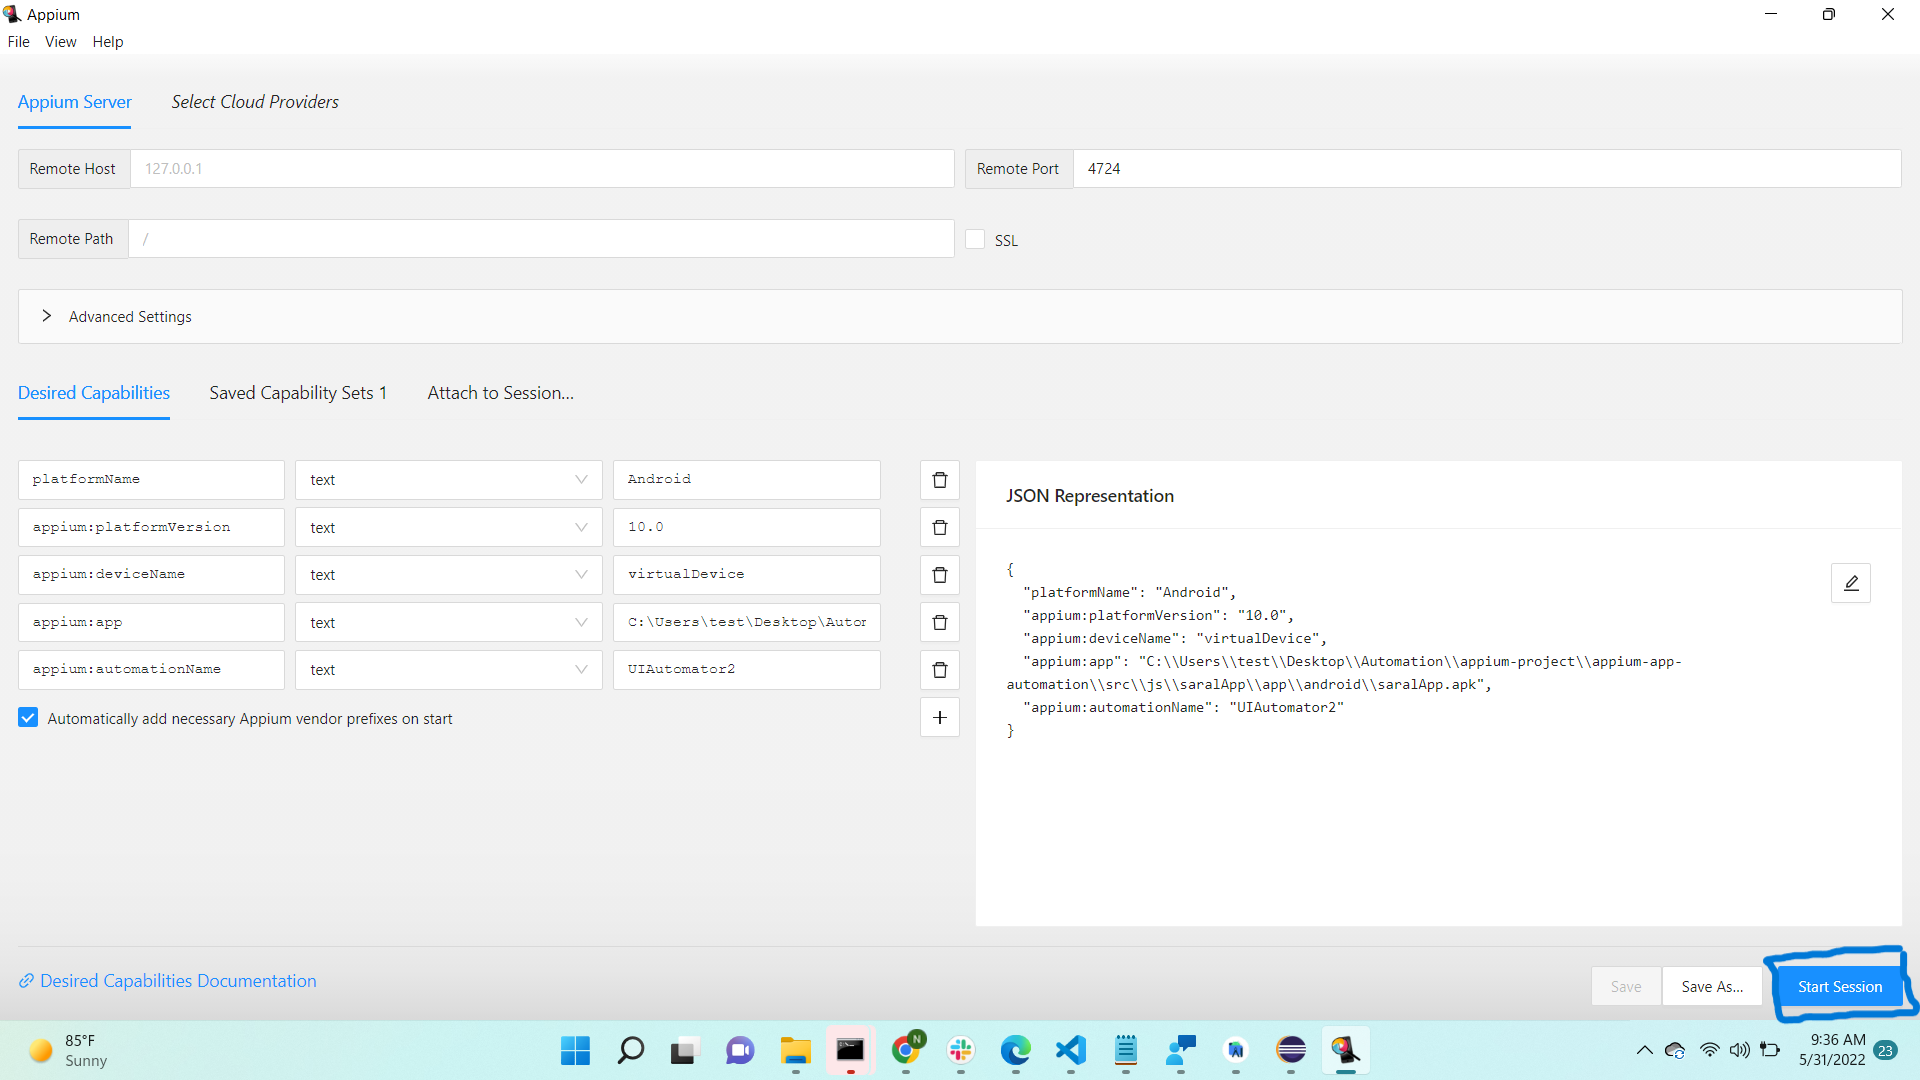 Appium
File View Help
Appium Server Select Cloud Providers
Remote Host 127.0.0.1 Remote Port 4724
Remote Path / SSL
Advanced Settings
Desired Capabilities Saved Capability Sets 1 Attach to Session...
platformName text Android
appium:platformVersion text 10.0
appium:deviceName text virtualDevice
appium:app text C:\Users\test\Desktop\Autor
appium:automationName text UIAutomator2
Automatically add necessary Appium vendor prefixes on start
JSON Representation
{
"platformName": "Android",
"appium:platformVersion": "10.0",
"appium:deviceName": "virtualDevice",
"appium:app": "C:\\Users\\test\\Desktop\\Automation\\appium-project\\appium-app-
automation\\src\\js\\saralApp\\app\\android\\saralApp.apk",
"appium:automationName": "UIAutomator2"
}
Desired Capabilities Documentation
Save Save As... Start Session
85°F
Sunny
N
9:36 AM
5/31/2022 23